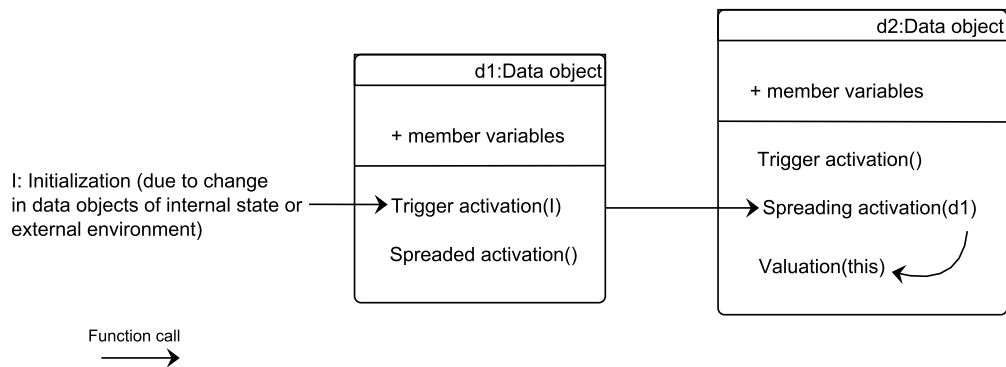 d2:Data object
+ member variables
Trigger activation()
Spreading activation(d1)
Valuation(this)
d1:Data object
+ member variables
Trigger activation(I)
Spreaded activation()
I: Initialization (due to change
in data objects of internal state or
external environment)
Function call